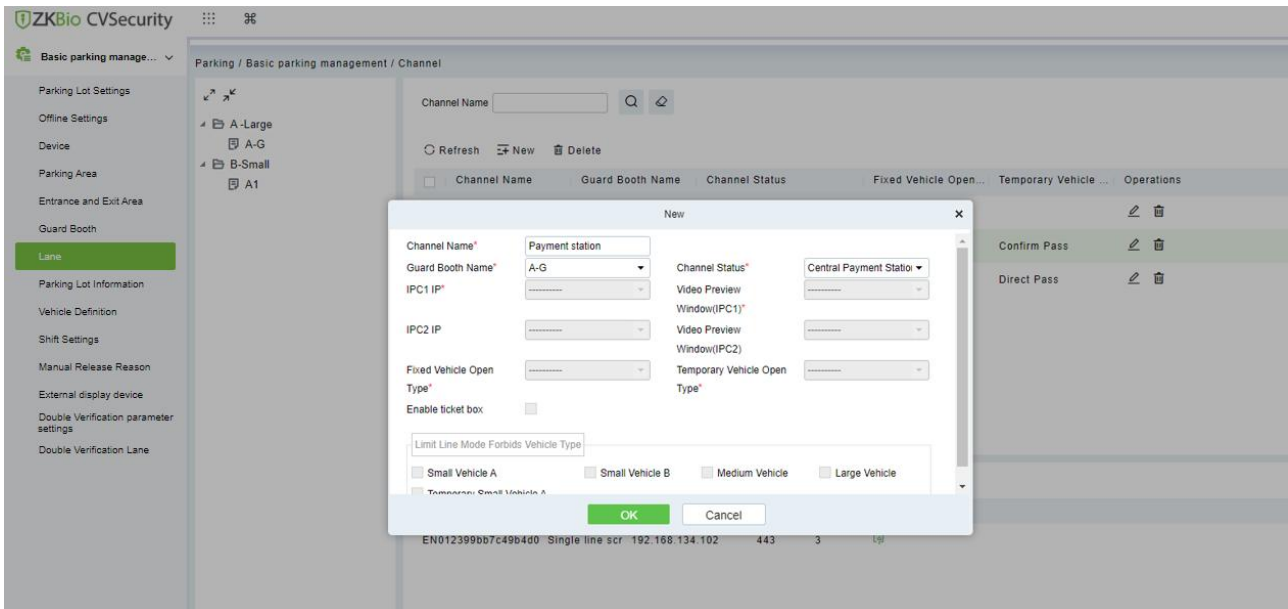 ZKBio CVSecurity
Basic parking manage...
Parking Lot Settings
Offline Settings
Device
Parking Area
Entrance and Exit Area
Guard Booth
Lane
Parking Lot Information
Vehicle Definition
Shift Settings
Manual Release Reason
External display device
Double Verification parameter
settings
Double Verification Lane
Parking / Basic parking management / Channel
A -Large
A-G
B-Small
A1
Channel Name
Refresh New Delete
Channel Name Guard Booth Name Channel Status Fixed Vehicle Open... Temporary Vehicle ... Operations
Confirm Pass
Direct Pass
New
Channel Name* Payment station
Guard Booth Name* A-G Channel Status* Central Payment Station
IPC1 IP* ---------- Video Preview ----------
Window(IPC1)*
IPC2 IP ---------- Video Preview ----------
Window(IPC2)
Fixed Vehicle Open ---------- Temporary Vehicle Open ----------
Type* Type*
Enable ticket box
Limit Line Mode Forbids Vehicle Type
Small Vehicle A Small Vehicle B Medium Vehicle Large Vehicle
Temporary Small Vehicle A
OK Cancel
EN012399bb7c49b4d0 Single line scr 192.168.134.102 443 3